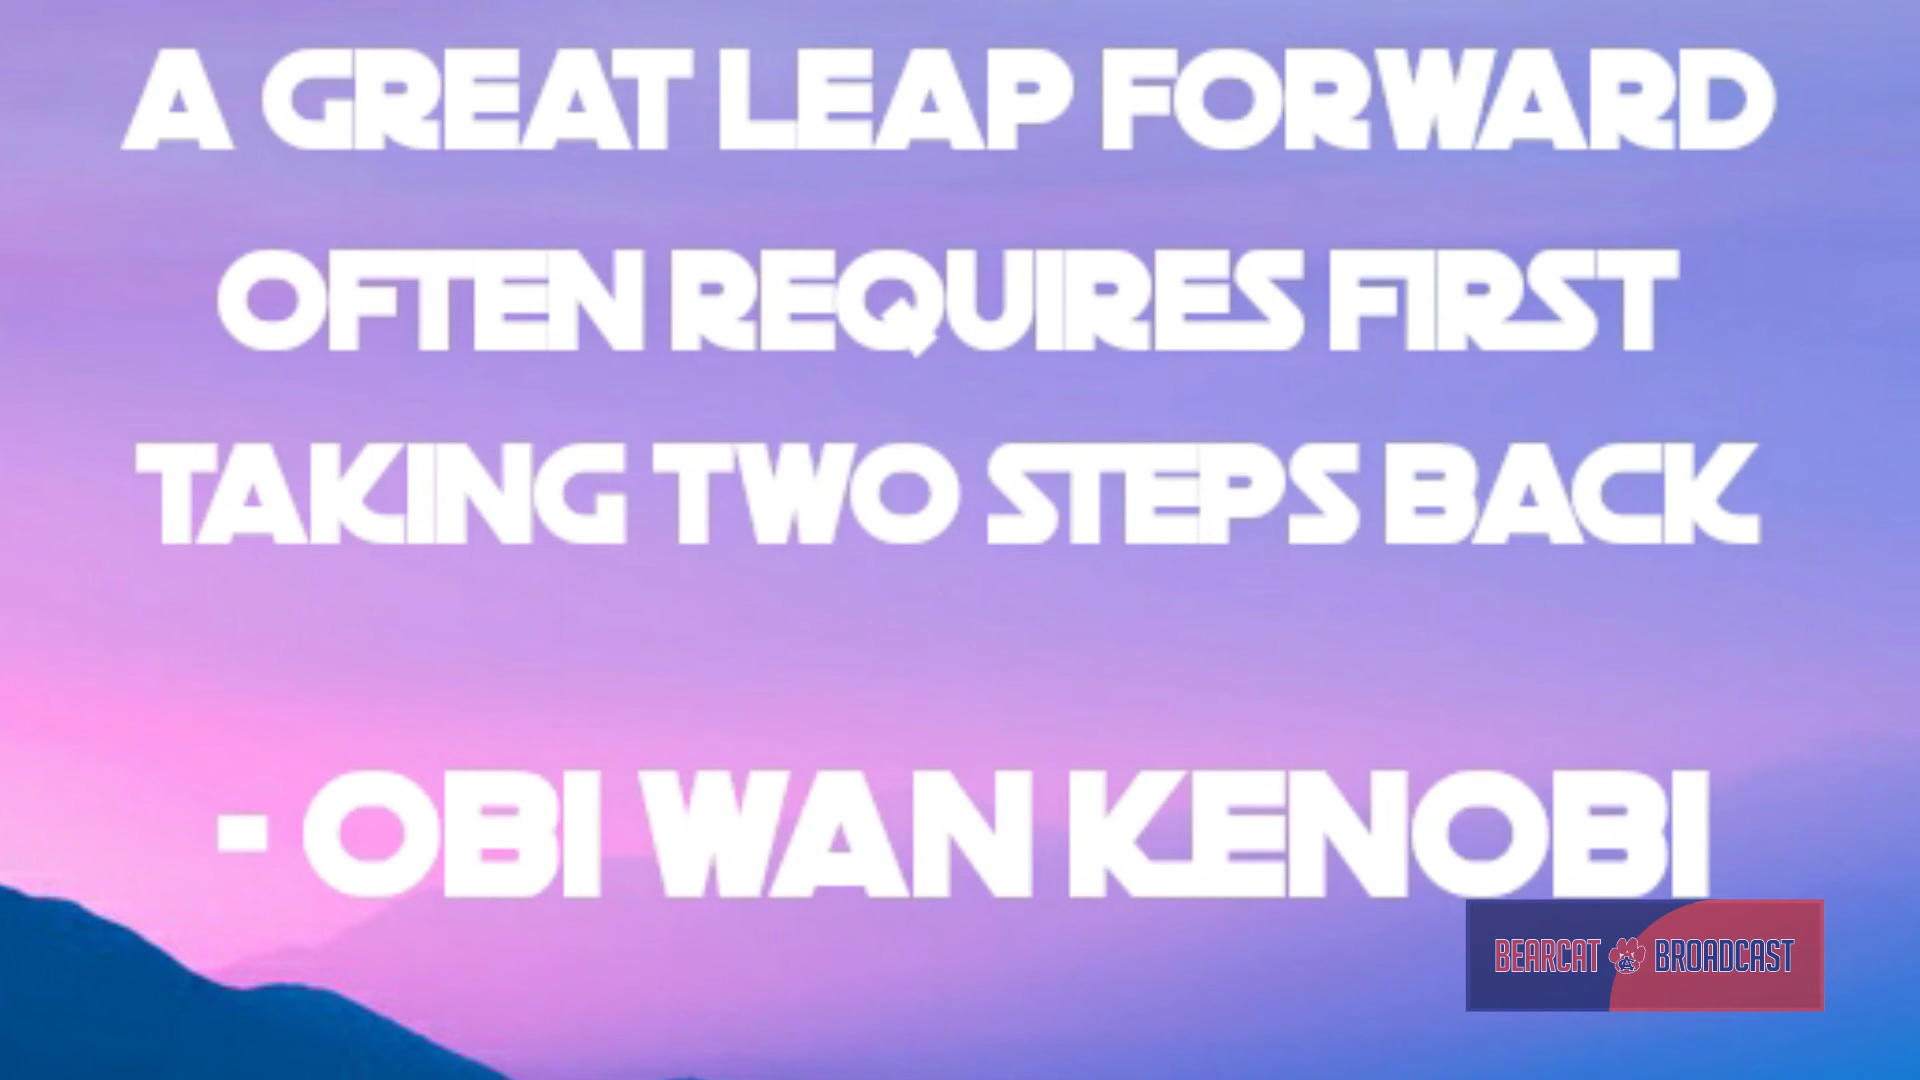 A GREAT LEAP FORWARD
OFTEN REQUIRES FIRST
TAKING TWO STEPS BACK
- OBI WAN KENOBI
BEARCAT BROADCAST